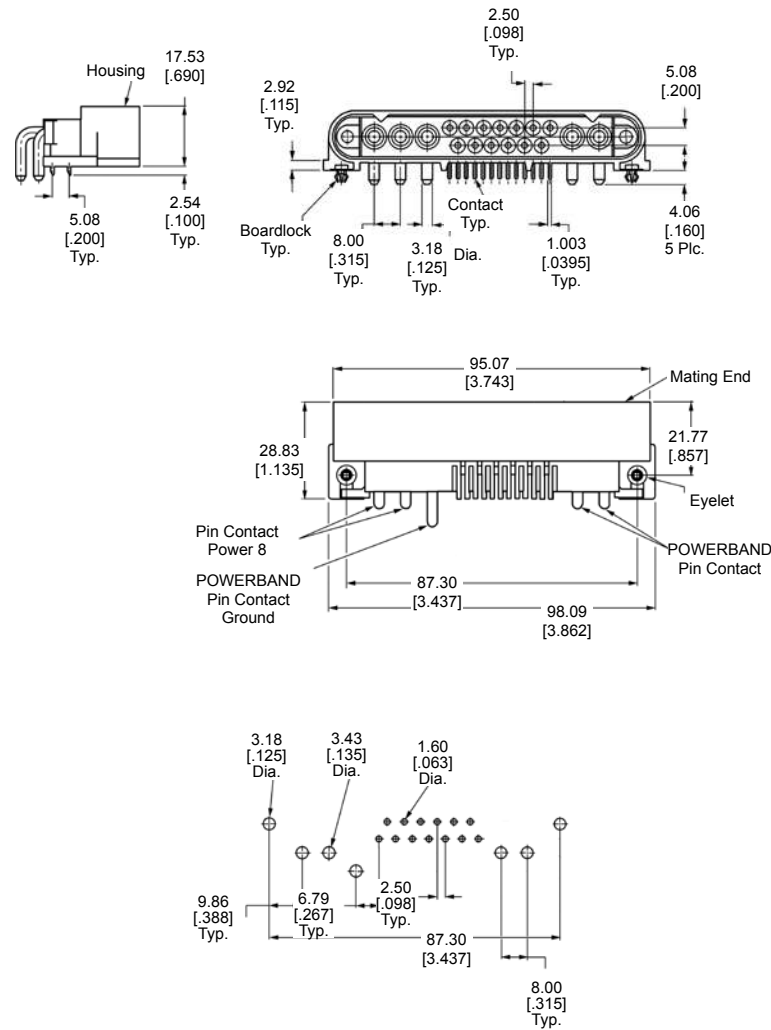 Housing
17.53
[.690]
5.08
[.200]
Typ.
2.54
[.100]
Typ.
2.50
[.098]
Typ.
2.92
[.115]
Typ.
5.08
[.200]
Boardlock
Typ.
8.00
[.315]
Typ.
3.18
[.125]
Typ.
Dia.
Contact
Typ.
1.003
[.0395]
Typ.
4.06
[.160]
5 Plc.
95.07
[3.743]
Mating End
28.83
[1.135]
21.77
[.857]
Eyelet
Pin Contact
Power 8
POWERBAND
Pin Contact
Ground
POWERBAND
Pin Contact
87.30
[3.437]
98.09
[3.862]
3.18
[.125]
Dia.
3.43
[.135]
Dia.
1.60
[.063]
Dia.
9.86
[.388]
Typ.
6.79
[.267]
Typ.
2.50
[.098]
Typ.
87.30
[3.437]
8.00
[.315]
Typ.